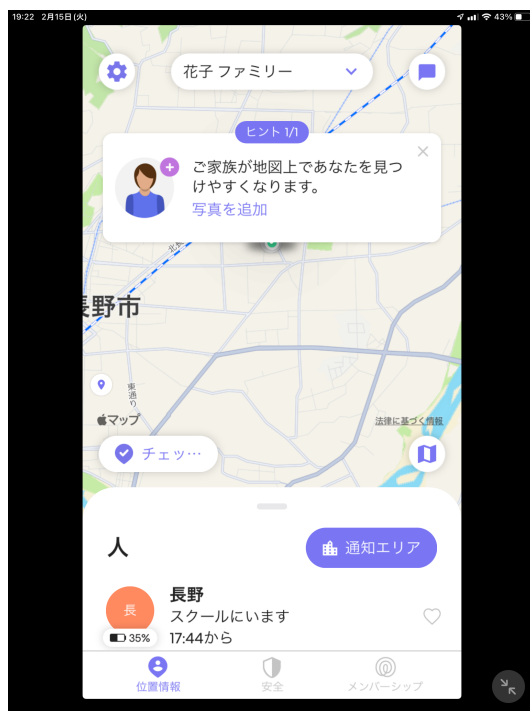 19:22 2月15日(火)
43%
花子 ファミリー
ヒント 1/1
ご家族が地図上であなたを見つ
けやすくなります。
写真を追加
長野市
東通り
マップ
法律に基づく情報
チェッ…
人
通知エリア
長野
長
スクールにいます
35%
17:44から
位置情報
安全
メンバーシップ